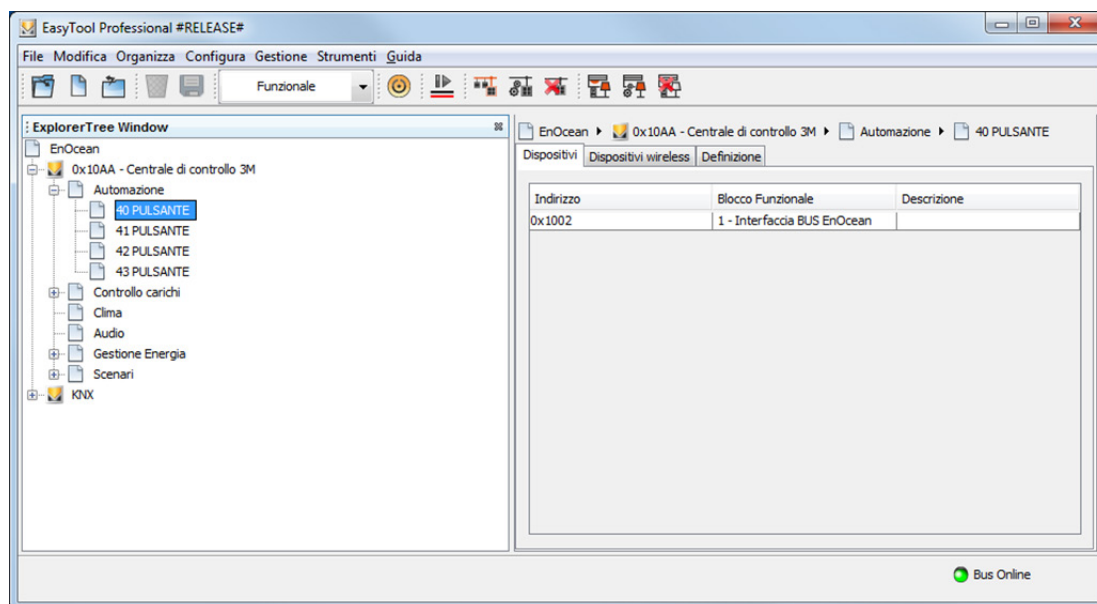 EasyTool Professional #RELEASE#
File Modifica Organizza Configura Gestione Strumenti Guida
Funzionale
ExplorerTree Window
EnOcean
0x10AA - Centrale di controllo 3M
Automazione
40 PULSANTE
41 PULSANTE
42 PULSANTE
43 PULSANTE
Controllo carichi
Clima
Audio
Gestione Energia
Scenari
KNX
EnOcean 0x10AA - Centrale di controllo 3M Automazione 40 PULSANTE
Dispositivi Dispositivi wireless Definizione
Indirizzo Blocco Funzionale Descrizione
0x1002 1 - Interfaccia BUS EnOcean
Bus Online